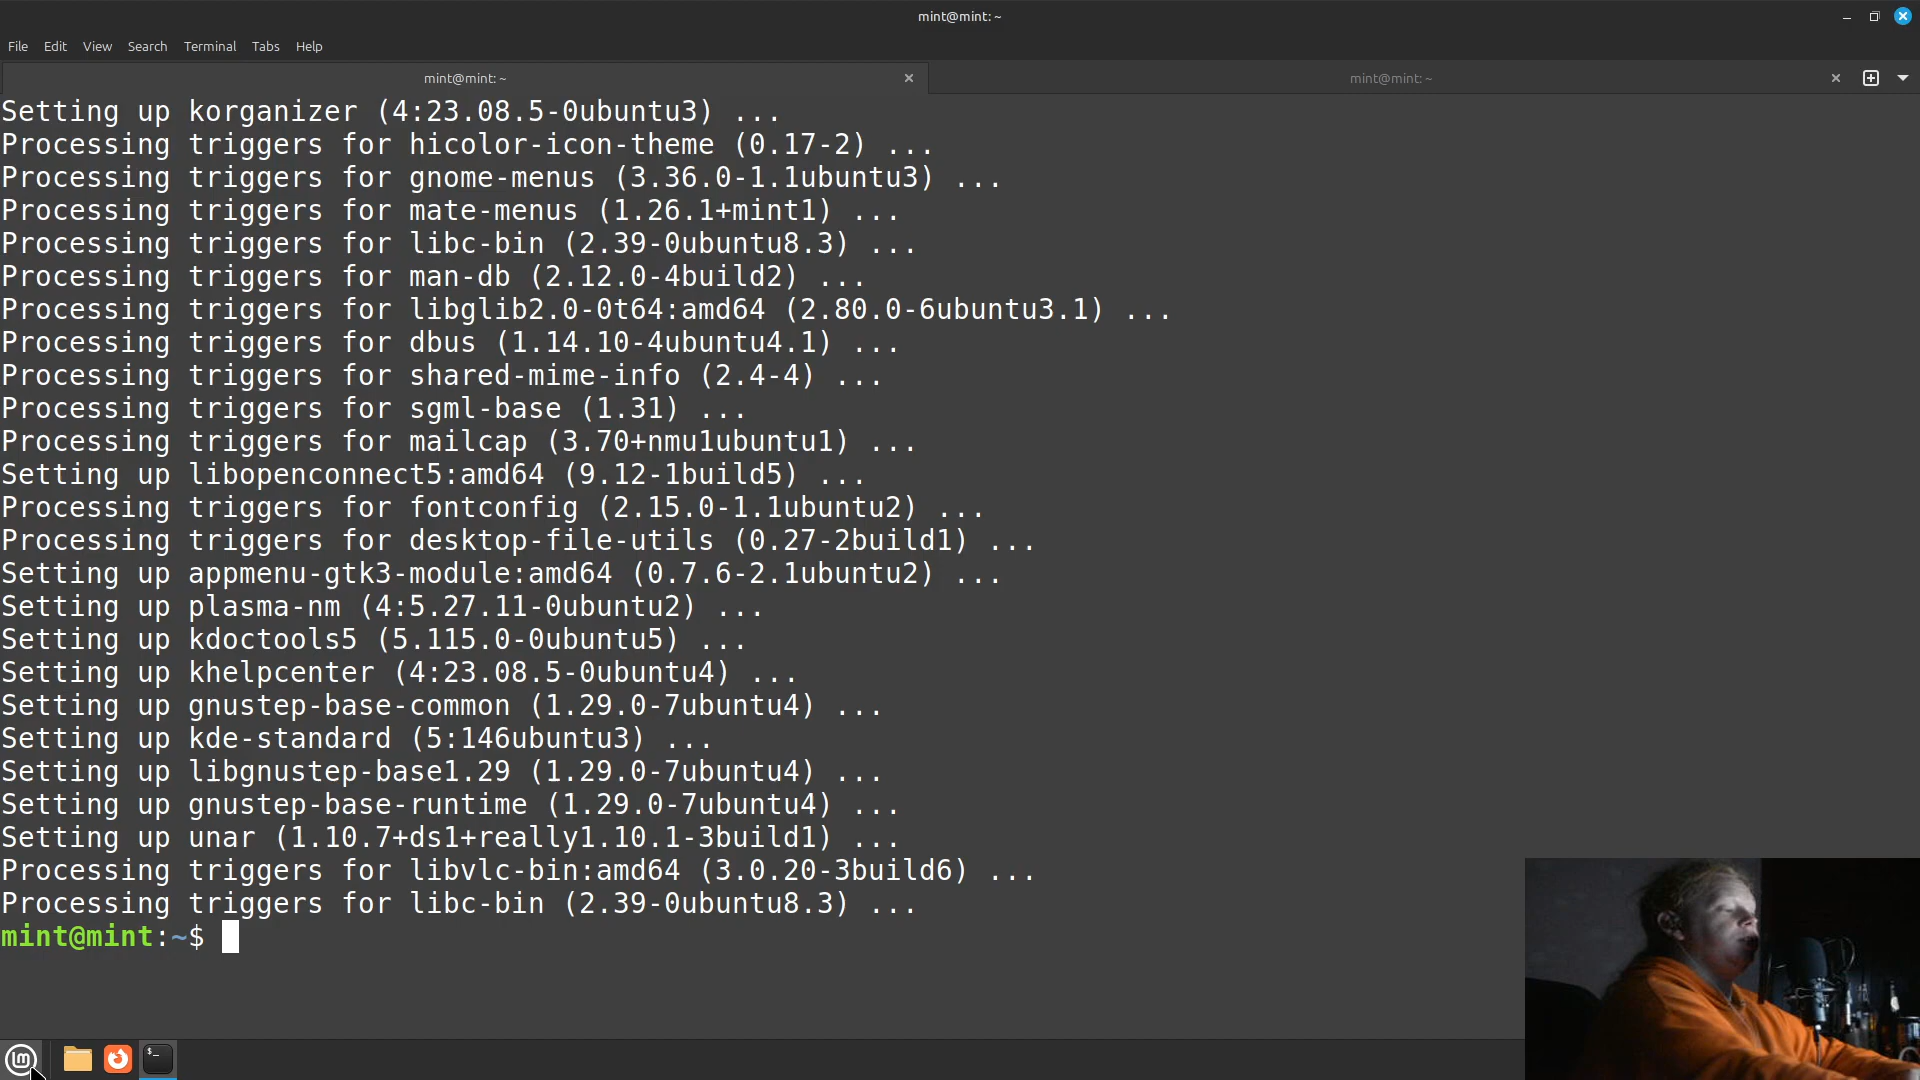 mint@mint: ~
File Edit View Search Terminal Tabs Help
mint@mint: ~ mint@mint: ~
Setting up korganizer (4:23.08.5-0ubuntu3) ...
Processing triggers for hicolor-icon-theme (0.17-2) ...
Processing triggers for gnome-menus (3.36.0-1.1ubuntu3) ...
Processing triggers for mate-menus (1.26.1+mint1) ...
Processing triggers for libc-bin (2.39-0ubuntu8.3) ...
Processing triggers for man-db (2.12.0-4build2) ...
Processing triggers for libglib2.0-0t64:amd64 (2.80.0-6ubuntu3.1) ...
Processing triggers for dbus (1.14.10-4ubuntu4.1) ...
Processing triggers for shared-mime-info (2.4-4) ...
Processing triggers for sgml-base (1.31) ...
Processing triggers for mailcap (3.70+nmu1ubuntu1) ...
Setting up libopenconnect5:amd64 (9.12-1build5) ...
Processing triggers for fontconfig (2.15.0-1.1ubuntu2) ...
Processing triggers for desktop-file-utils (0.27-2build1) ...
Setting up appmenu-gtk3-module:amd64 (0.7.6-2.1ubuntu2) ...
Setting up plasma-nm (4:5.27.11-0ubuntu2) ...
Setting up kdoctools5 (5.115.0-0ubuntu5) ...
Setting up khelpcenter (4:23.08.5-0ubuntu4) ...
Setting up gnustep-base-common (1.29.0-7ubuntu4) ...
Setting up kde-standard (5:146ubuntu3) ...
Setting up libgnustep-base1.29 (1.29.0-7ubuntu4) ...
Setting up gnustep-base-runtime (1.29.0-7ubuntu4) ...
Setting up unar (1.10.7+ds1+really1.10.1-3build1) ...
Processing triggers for libvlc-bin:amd64 (3.0.20-3build6) ...
Processing triggers for libc-bin (2.39-0ubuntu8.3) ...
mint@mint:~$